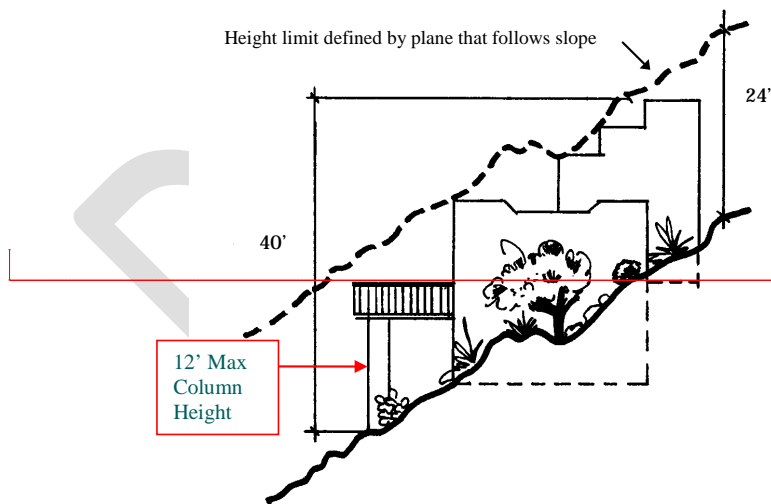 Height limit defined by plane that follows slope
24'
40'
12’ Max
Column
Height